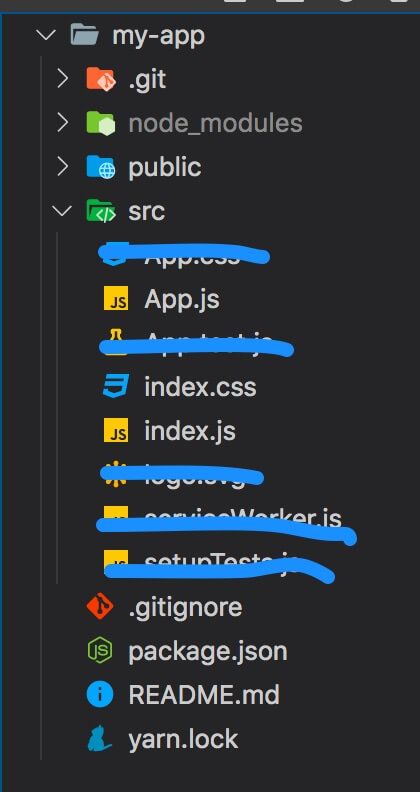 my-app
.git
node_modules
public
src
App.css
App.js
App.test.js
index.css
JS
index.js
logo.svg
serviceWorker.js
setupTests.js
.gitignore
package.json
README.md
yarn.lock